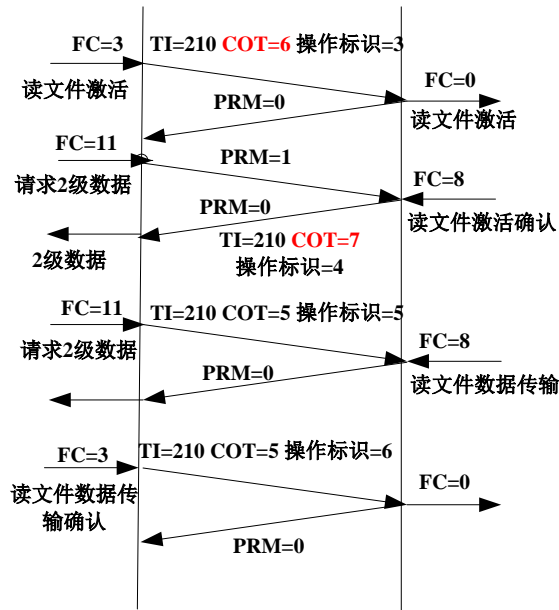 FC=3
TI=210 COT=6 操作标识=3
读文件激活
FC=0
PRM=0
读文件激活
FC=11
PRM=1
请求2级数据
FC=8
PRM=0
读文件激活确认
2级数据
TI=210 COT=7
操作标识=4
FC=11
TI=210 COT=5 操作标识=5
请求2级数据
FC=8
PRM=0
读文件数据传输
FC=3
TI=210 COT=5 操作标识=6
读文件数据传
输确认
FC=0
PRM=0